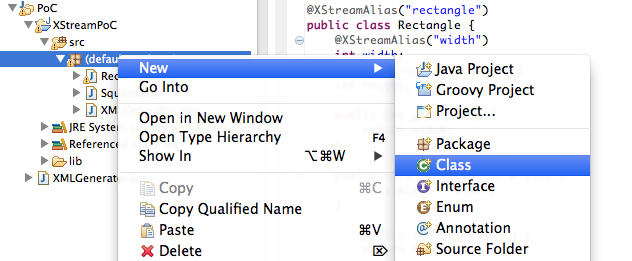 PoC
XStreamPoC
src
(defau
Rec
Squ
XM
JRE System
Reference
lib
XMLGenerat
@XStreamAlias("rectangle")
public class Rectangle {
@XStreamAlias("width")
int width;
New
Go Into
Open in New Window
Open Type Hierarchy F4
Show In ⌥⌘W
Copy ⌘C
Copy Qualified Name
Paste ⌘V
Delete ⌦
Java Project
Groovy Project
Project...
Package
Class
Interface
Enum
Annotation
Source Folder